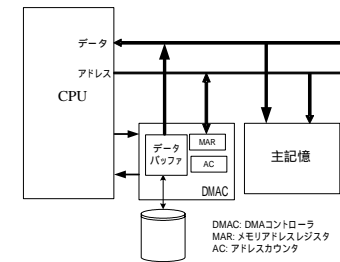 データ
アドレス
CPU
データ
バッファ
MAR
AC
DMAC
主記憶
DMAC: DMAコントローラ
MAR: メモリアドレスレジスタ
AC: アドレスカウンタ